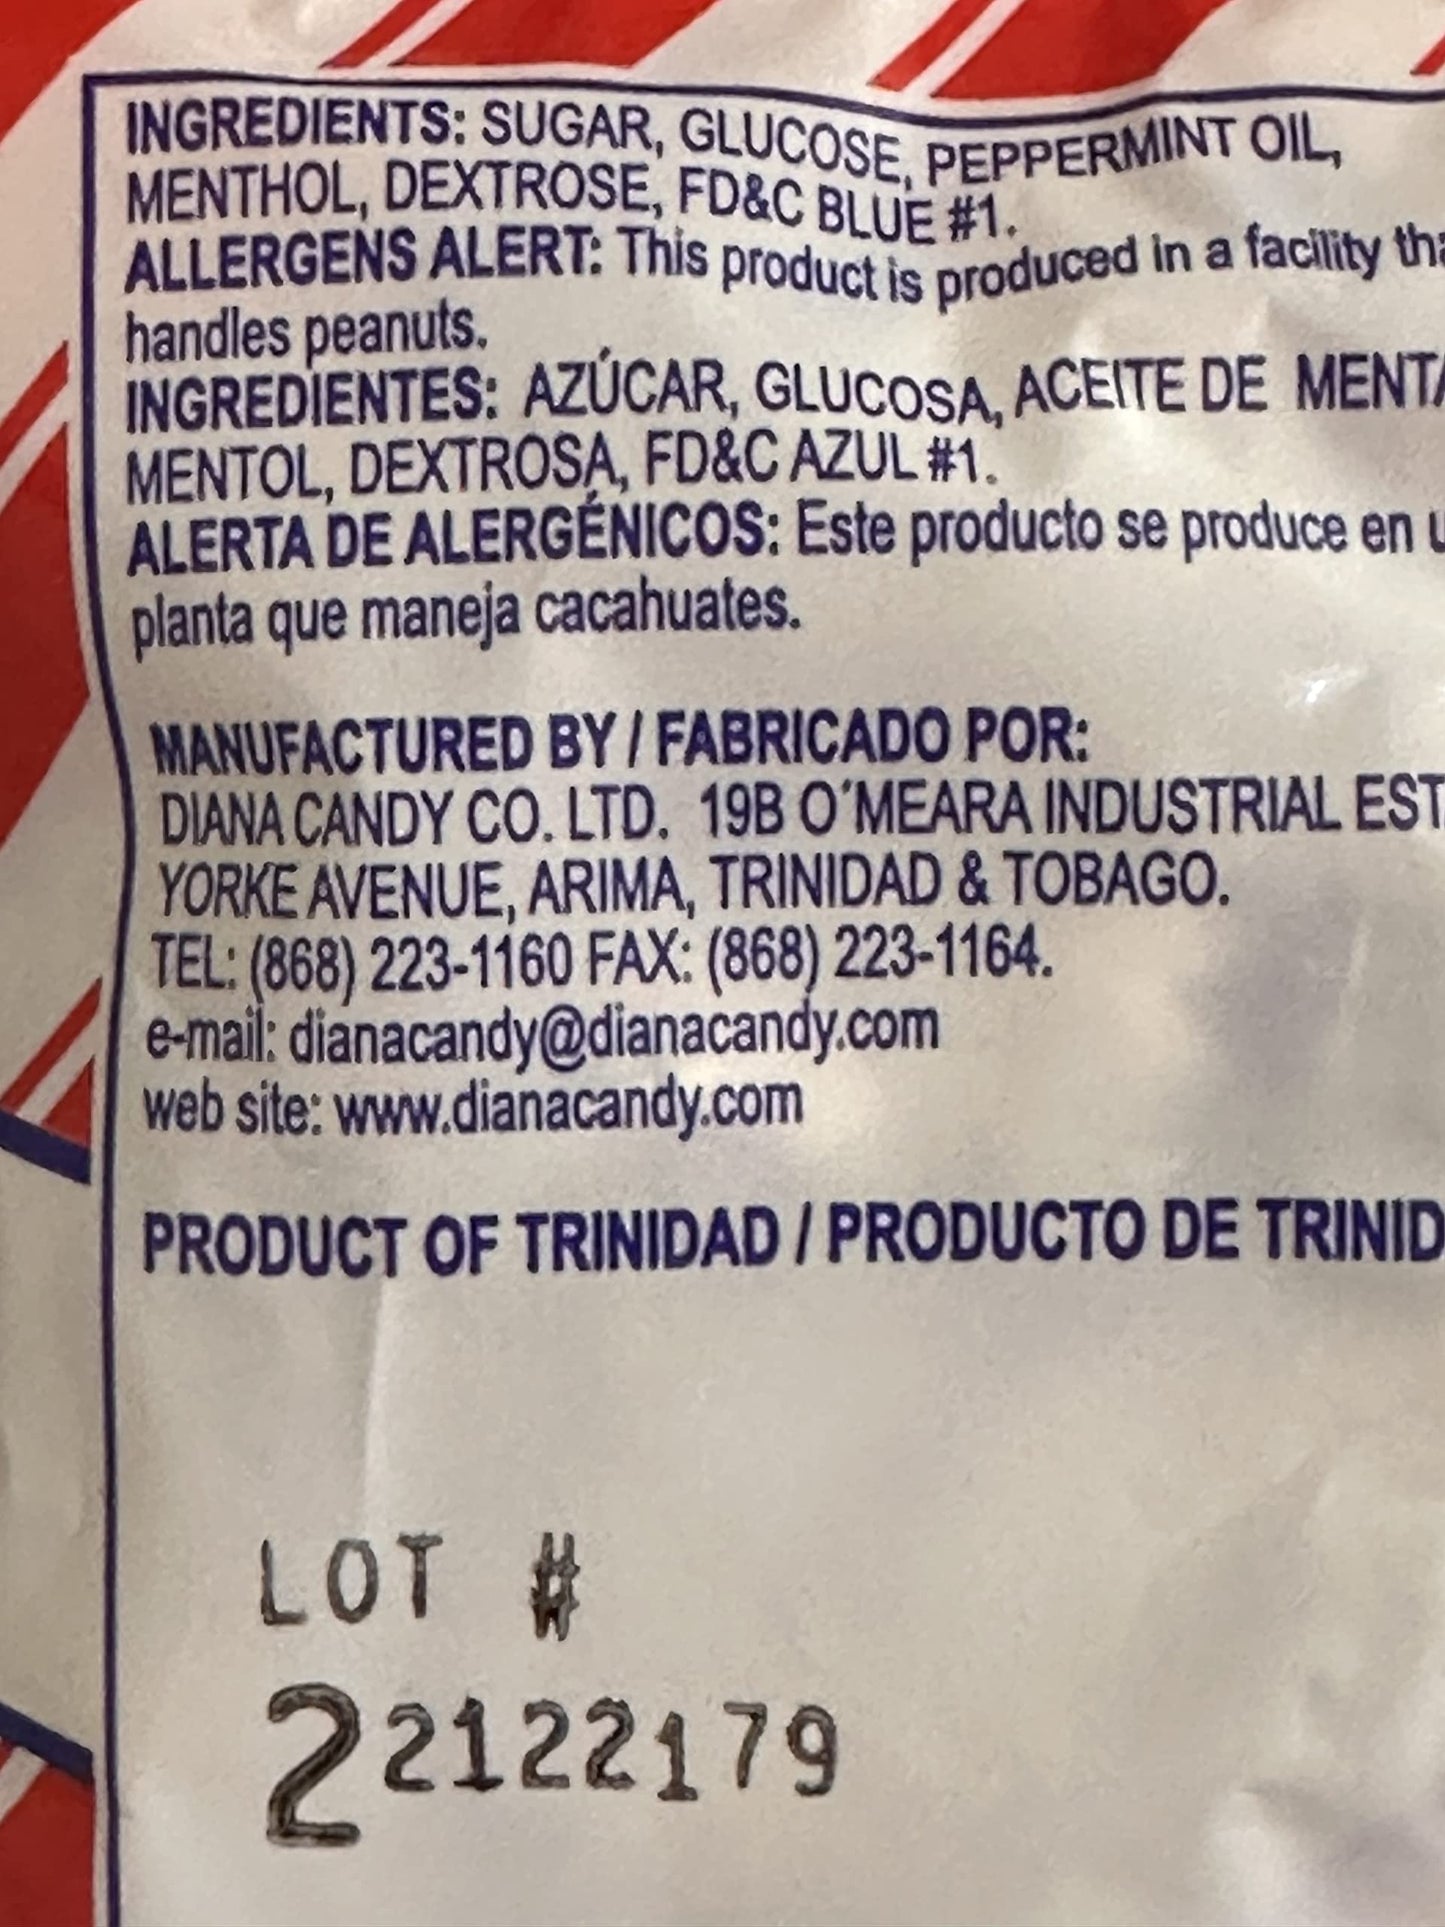 INGREDIENTS: SUGAR, GLUCOSE, PEPPERMINT OIL,
MENTHOL, DEXTROSE, FD&C BLUE #1.
ALLERGENS ALERT: This product is produced in a facility
handles peanuts.
INGREDIENTES: AZÚCAR, GLUCOSA, ACEITE DE MENTA
MENTOL, DEXTROSA, FD&C AZUL #1.
ALERTA DE ALERGÉNICOS: Este producto se produce en
planta que maneja cacahuates.
MANUFACTURED BY / FABRICADO POR:
DIANA CANDY CO. LTD. 19B O´MEARA INDUSTRIAL EST
YORKE AVENUE, ARIMA, TRINIDAD & TOBAGO.
TEL: (868) 223-1160 FAX: (868) 223-1164.
e-mail: dianacandy@dianacandy.com
web site: www.dianacandy.com
PRODUCT OF TRINIDAD / PRODUCTO DE TRINID
LOT #
22122179